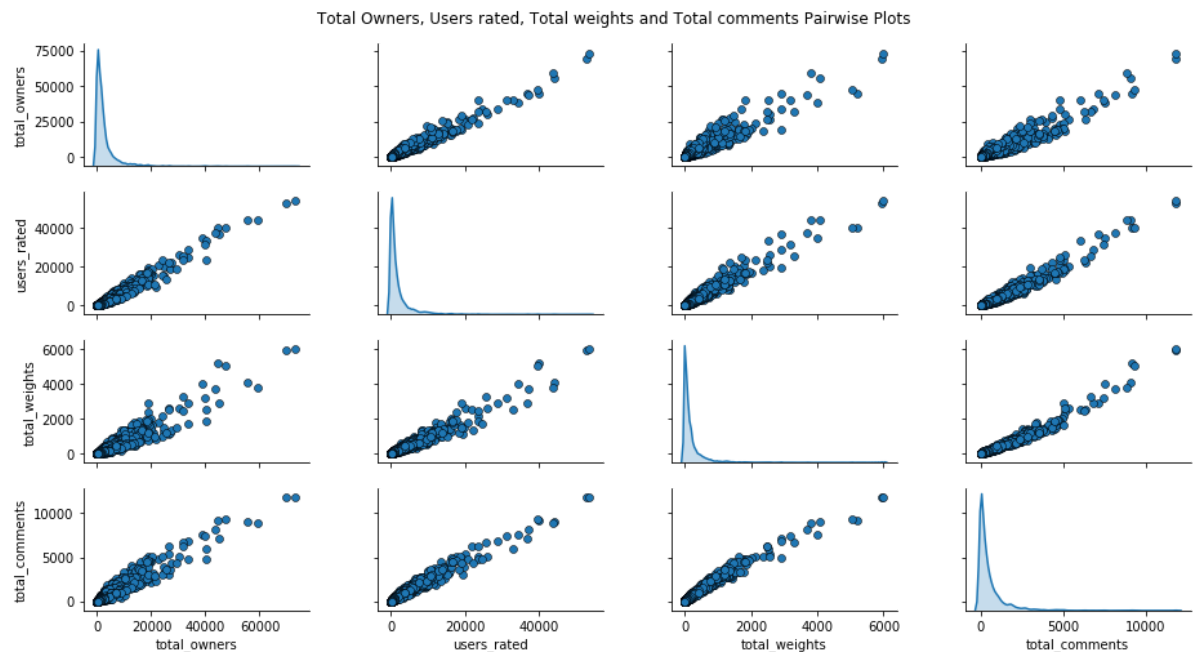 Total Owners, Users rated, Total weights and Total comments Pairwise Plots
total_owners
75000
50000
25000
0
users_rated
40000
20000
0
total_weights
6000
4000
2000
0
total_comments
10000
5000
0
0 20000 40000 60000
0 20000 40000
0 2000 4000 6000
0 5000 10000
total_owners
users_rated
total_weights
total_comments